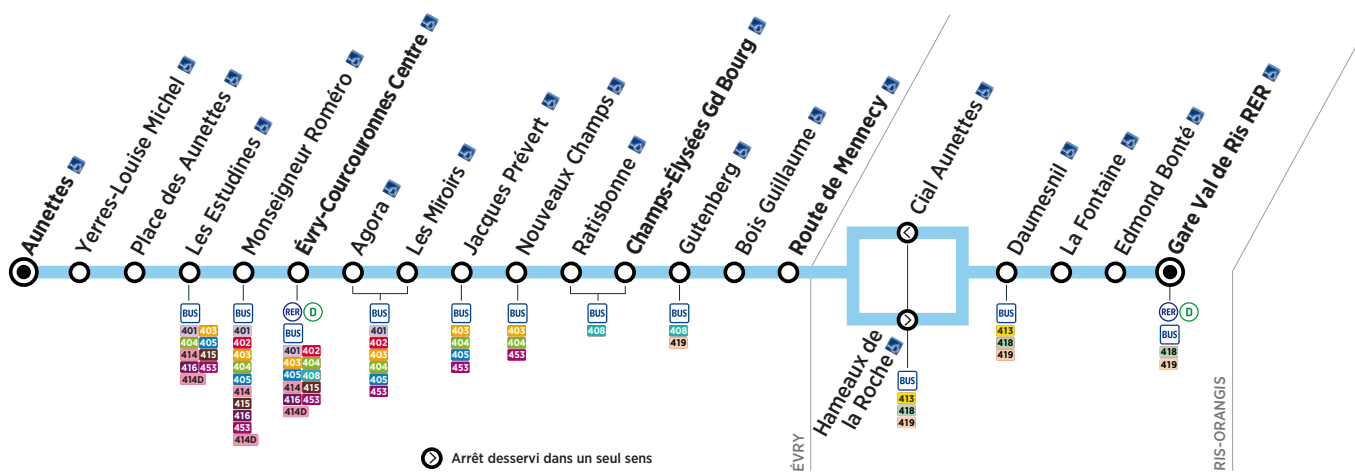 Aunettes
Yerres-Louise Michel
Place des Aunettes
Les Estudines
Monseigneur Roméro
Évry-Courcouronnes Centre
Agora
Les Miroirs
Jacques Prévert
Nouveaux Champs
Ratisbonne
Champs-Élysées Gd Bourg
Gutenberg
Bois Guillaume
Route de Mennecy
Cial Aunettes
Hameaux de
la Roche
Daumesnil
La Fontaine
Edmond Bonté
Gare Val de Ris RER
BUS
401 403
404 405
414 415
416 453
414D
BUS
401
402
403
404
405
414
415
416
453
414D
RER D
BUS
401 402
403 404
405 408
414 415
416 453
414D
BUS
401
402
403
404
405
453
BUS
403
404
405
453
BUS
403
404
453
BUS
408
BUS
408
419
BUS
413
418
419
BUS
413
418
419
RER D
BUS
418
419
ÉVRY
RIS-ORANGIS
Arrêt desservi dans un seul sens